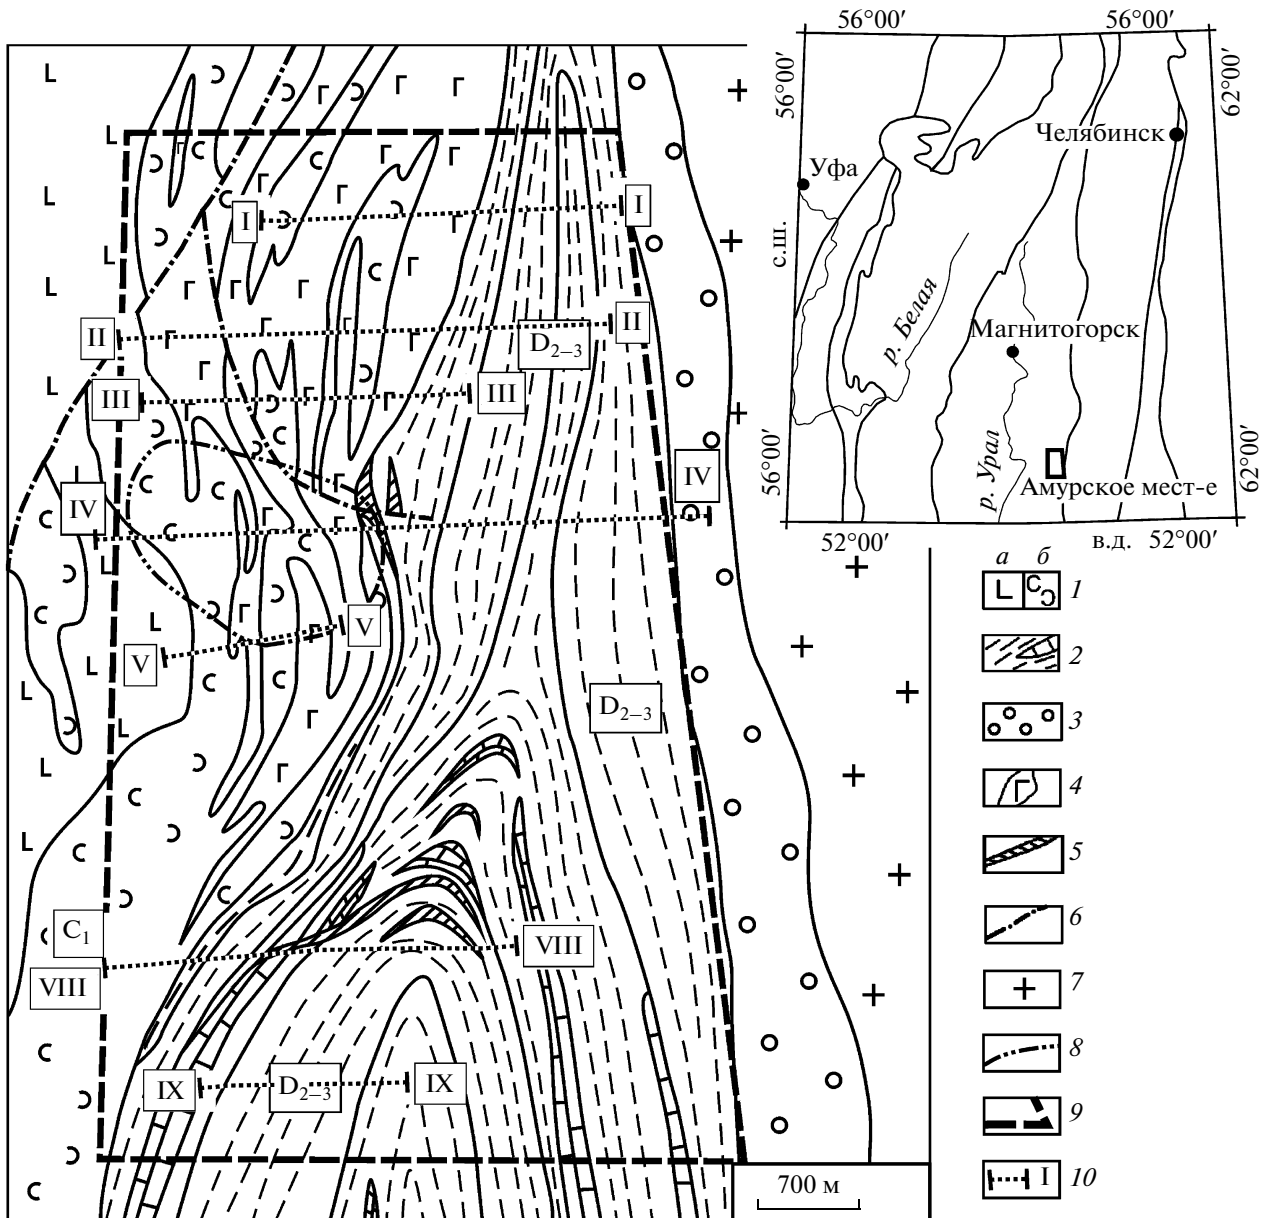 56°00′ 56°00′
56°00′ 62°00′
Челябинск
Уфа
с.ш.
р. Белая
Магнитогорск
р. Урал
Амурское мест-е
56°00′ 62°00′
52°00′ в.д. 52°00′
I I
II II
D2–3
III III
IV IV
V V
D2–3
C1
VIII VIII
IX D2–3 IX
700 м
а б
L С 1
2
3
Г 4
5
6
+ 7
8
9
I 10